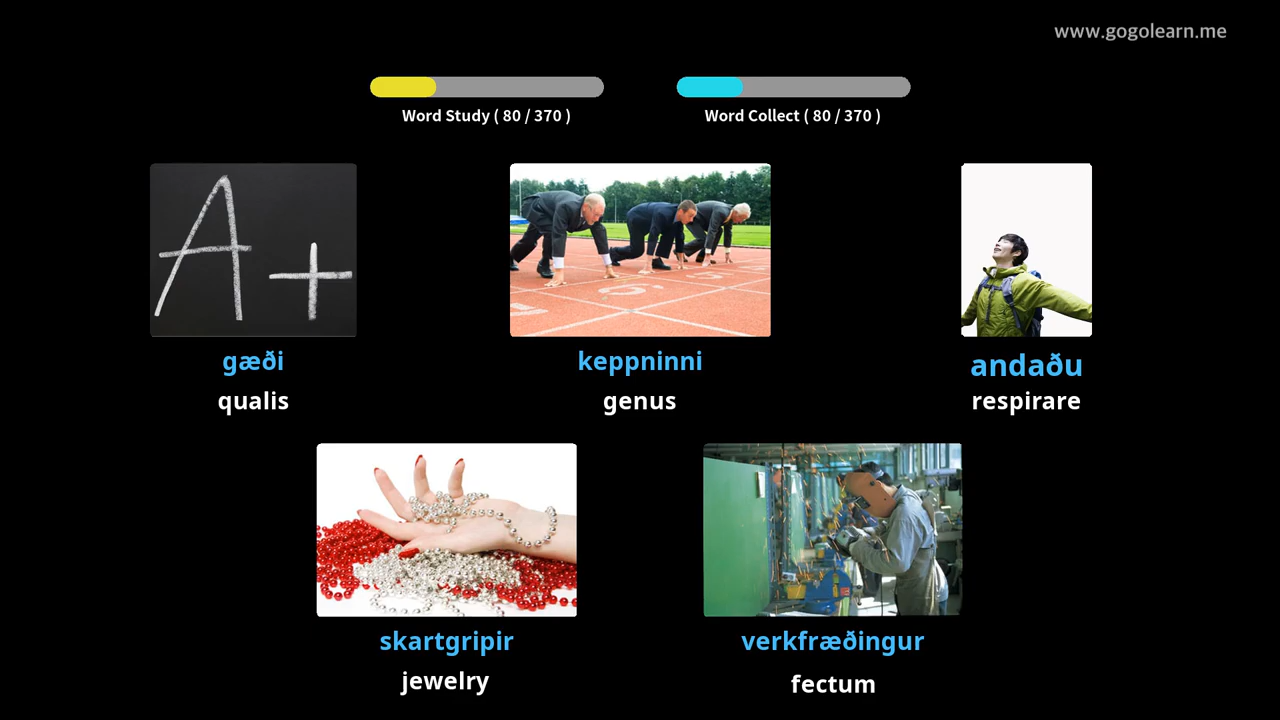 www.gogolearn.me
Word Study ( 80 / 370 )
Word Collect ( 80 / 370 )
A+
gæði
keppninni
andaðu
qualis
genus
respirare
skartgripir
verkfræðingur
jewelry
fectum